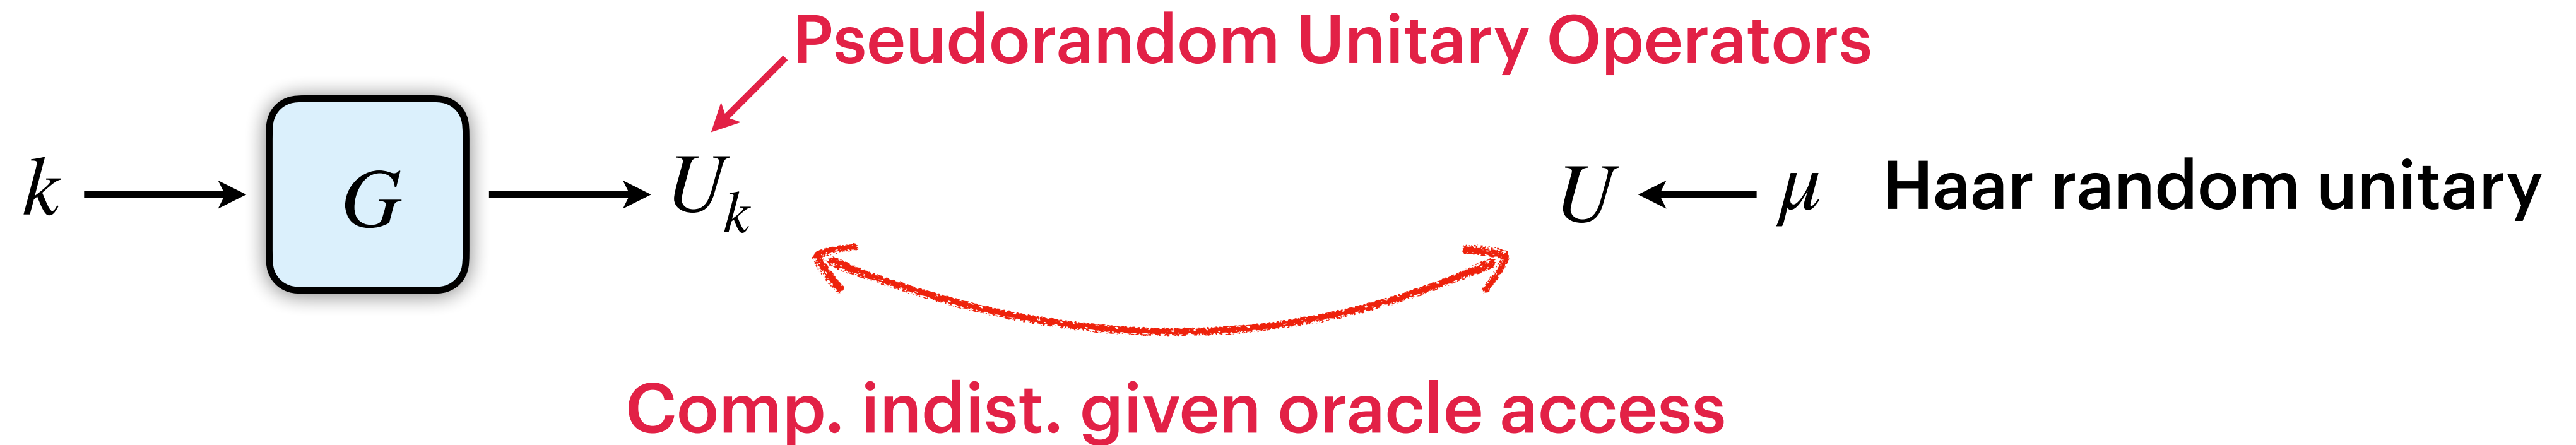 Pseudorandom Unitary Operators
k G U_k U μ Haar random unitary
Comp. indist. given oracle access